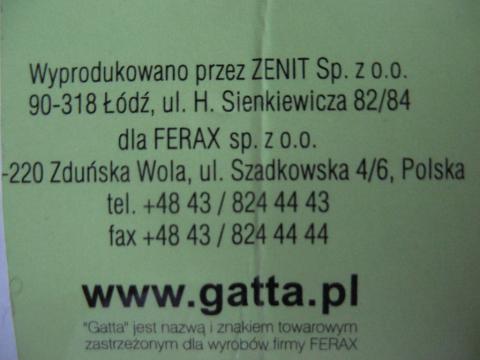 Wyprodukowano przez ZENIT Sp. z o.o.
90-318 Łódź, ul. H. Sienkiewicza 82/84
dla FERAX sp. z o.o.
-220 Zduńska Wola, ul. Szadkowska 4/6, Polska
tel. +48 43 / 824 44 43
fax +48 43 / 824 44 44
www.gatta.pl
"Gatta" jest nazwą i znakiem towarowym
zastrzeżonym dla wyrobów firmy FERAX